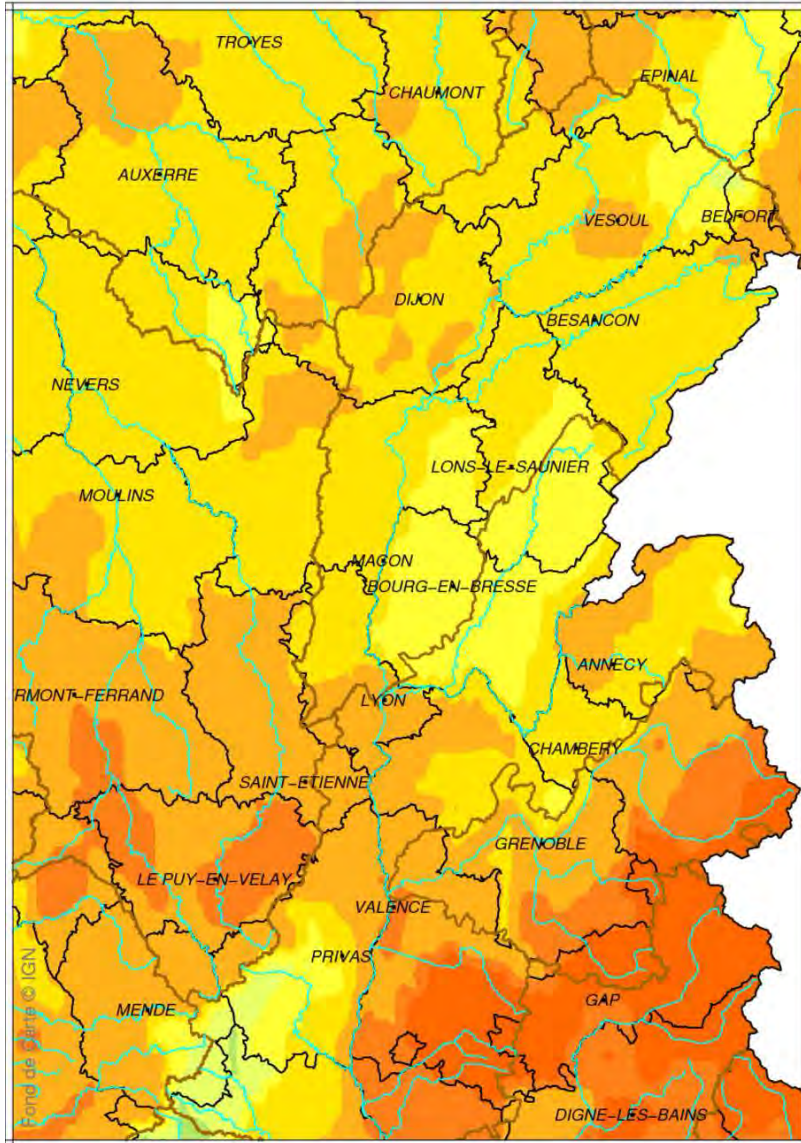 TROYES
EPINAL
CHAUMONT
AUXERRE
VESOUL
BELFORT
DIJON
BESANCON
NEVERS
LONS-LE-SAUNIER
MOULINS
MACON
BOURG-EN-BRESSE
ANNECY
ERMONT-FERRAND
LYON
CHAMBERY
SAINT-ETIENNE
GRENOBLE
LE PUY-EN-VELAY
VALENCE
PRIVAS
GAP
MENDE
DIGNE-LES-BAINS
Fond de Carte © IGN